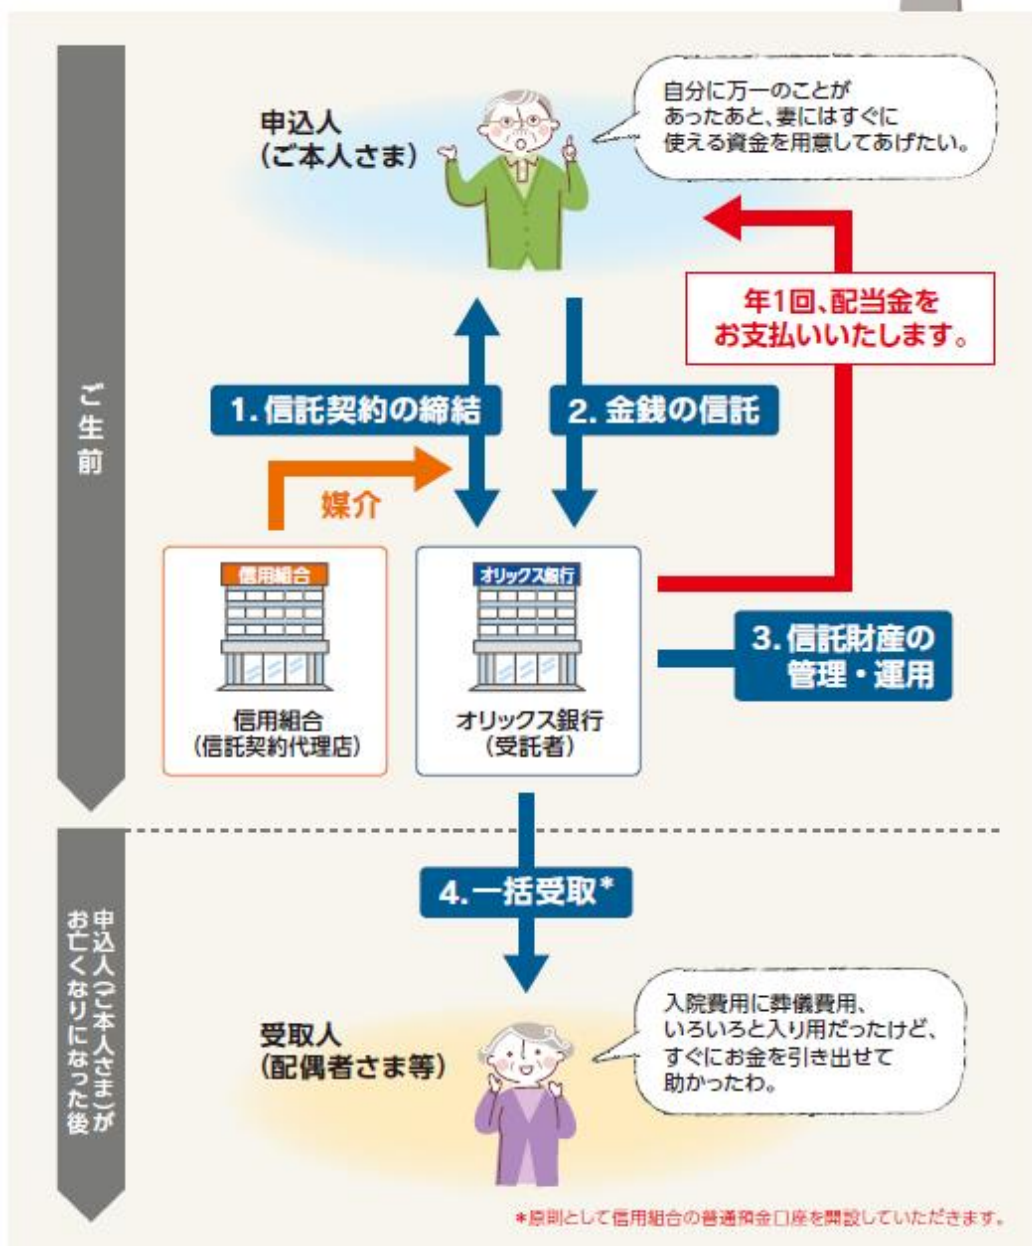 ご生前
申込人
（ご本人さま）
自分に万一のことが
あったあと、妻にはすぐに
使える資金を用意してあげたい。
年1回、配当金を
お支払いいたします。
1.信託契約の締結
2.金銭の信託
媒介
信用組合
信用組合
（信託契約代理店）
オリックス銀行
オリックス銀行
（受託者）
3.信託財産の
管理・運用
4.一括受取*
申込人（ご本人さま）が
お亡くなりになった後
受取人
（配偶者さま等）
入院費用に葬儀費用、
いろいろと入り用だったけど、
すぐにお金を引き出せて
助かったわ。
*原則として信用組合の普通預金口座を開設していただきます。